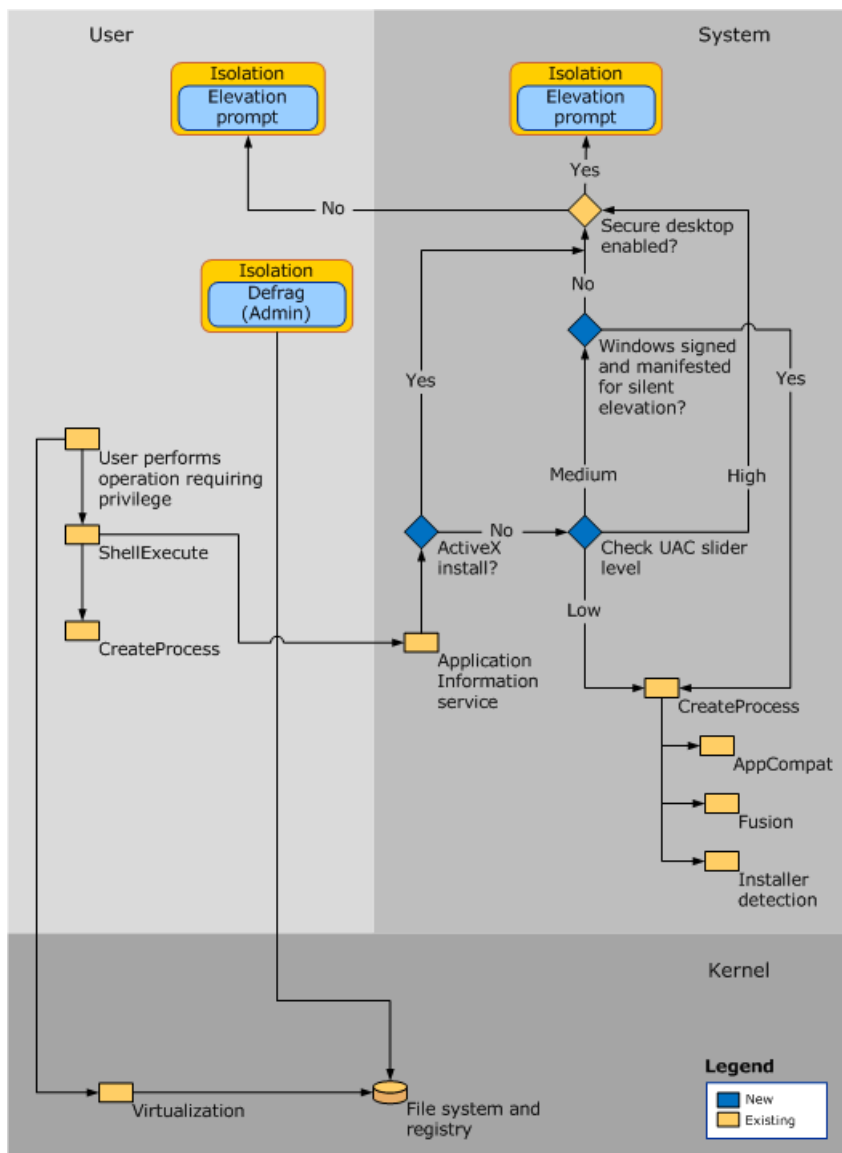 User
System
Isolation
Elevation
prompt
Isolation
Elevation
prompt
Yes
No
Secure desktop
enabled?
Isolation
Defrag
(Admin)
No
Windows signed
and manifested
for silent
elevation?
Yes
Yes
User performs
operation requiring
privilege
Medium
High
ShellExecute
ActiveX
install?
No
Check UAC slider
level
Low
CreateProcess
Application
Information
service
CreateProcess
AppCompat
Fusion
Installer
detection
Kernel
Virtualization
File system and
registry
Legend
New
Existing